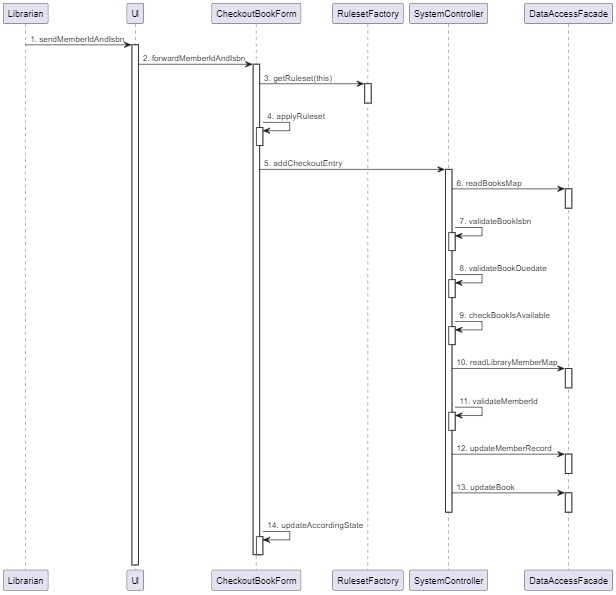 Librarian UI CheckoutBookForm RulesetFactory SystemController DataAccessFacade
1. sendMemberIdAndIsbn
2. forwardMemberIdAndIsbn
3. getRuleset(this)
4. applyRuleset
5. addCheckoutEntry
6. readBooksMap
7. validateBookIsbn
8. validateBookDuedate
9. checkBookIsAvailable
10. readLibraryMemberMap
11. validateMemberId
12. updateMemberRecord
13. updateBook
14. updateAccordingState
Librarian UI CheckoutBookForm RulesetFactory SystemController DataAccessFacade